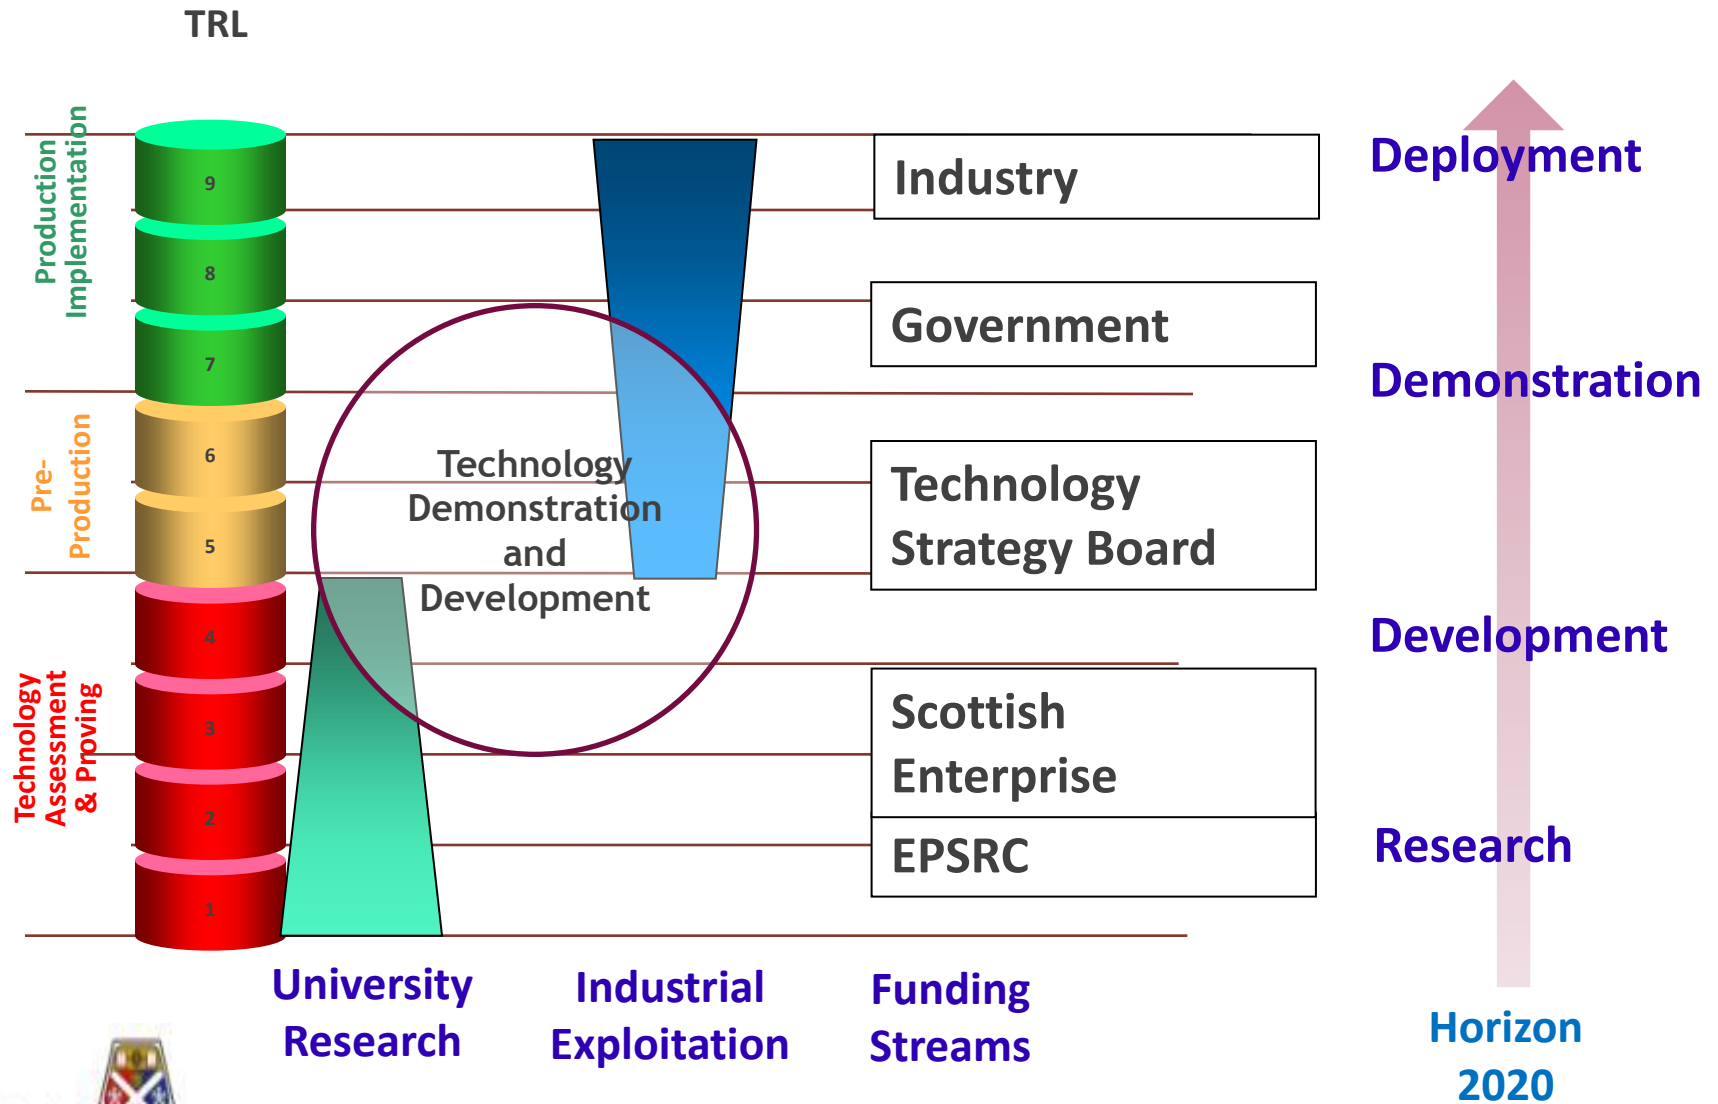 TRL
Production
Implementation
Pre-
Production
Technology
Assessment
& Proving
9
8
7
6
5
4
3
2
1
Technology
Demonstration
and
Development
Industry
Government
Technology
Strategy Board
Scottish
Enterprise
EPSRC
Deployment
Demonstration
Development
Research
University
Research
Industrial
Exploitation
Funding
Streams
Horizon
2020